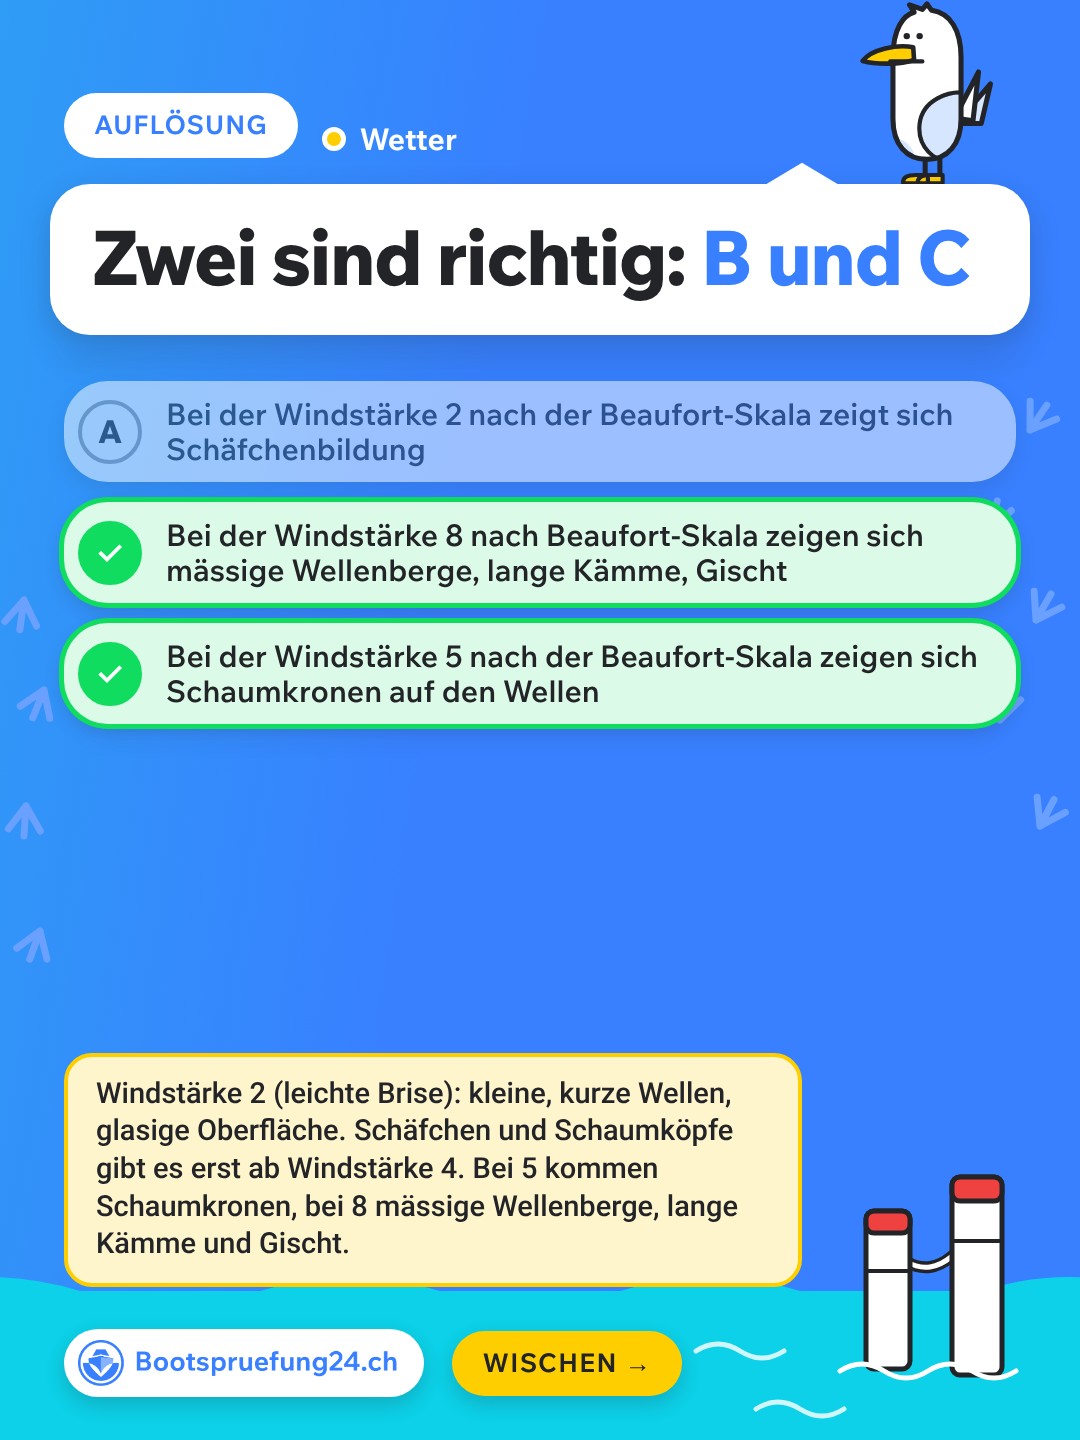 AUFLÖSUNG
Wetter
Zwei sind richtig: B und C
A
Bei der Windstärke 2 nach der Beaufort-Skala zeigt sich
Schäfchenbildung
Bei der Windstärke 8 nach Beaufort-Skala zeigen sich
mässige Wellenberge, lange Kämme, Gischt
Bei der Windstärke 5 nach der Beaufort-Skala zeigen sich
Schaumkronen auf den Wellen
Windstärke 2 (leichte Brise): kleine, kurze Wellen,
glasige Oberfläche. Schäfchen und Schaumköpfe
gibt es erst ab Windstärke 4. Bei 5 kommen
Schaumkronen, bei 8 mässige Wellenberge, lange
Kämme und Gischt.
Bootspruefung24.ch
WISCHEN →